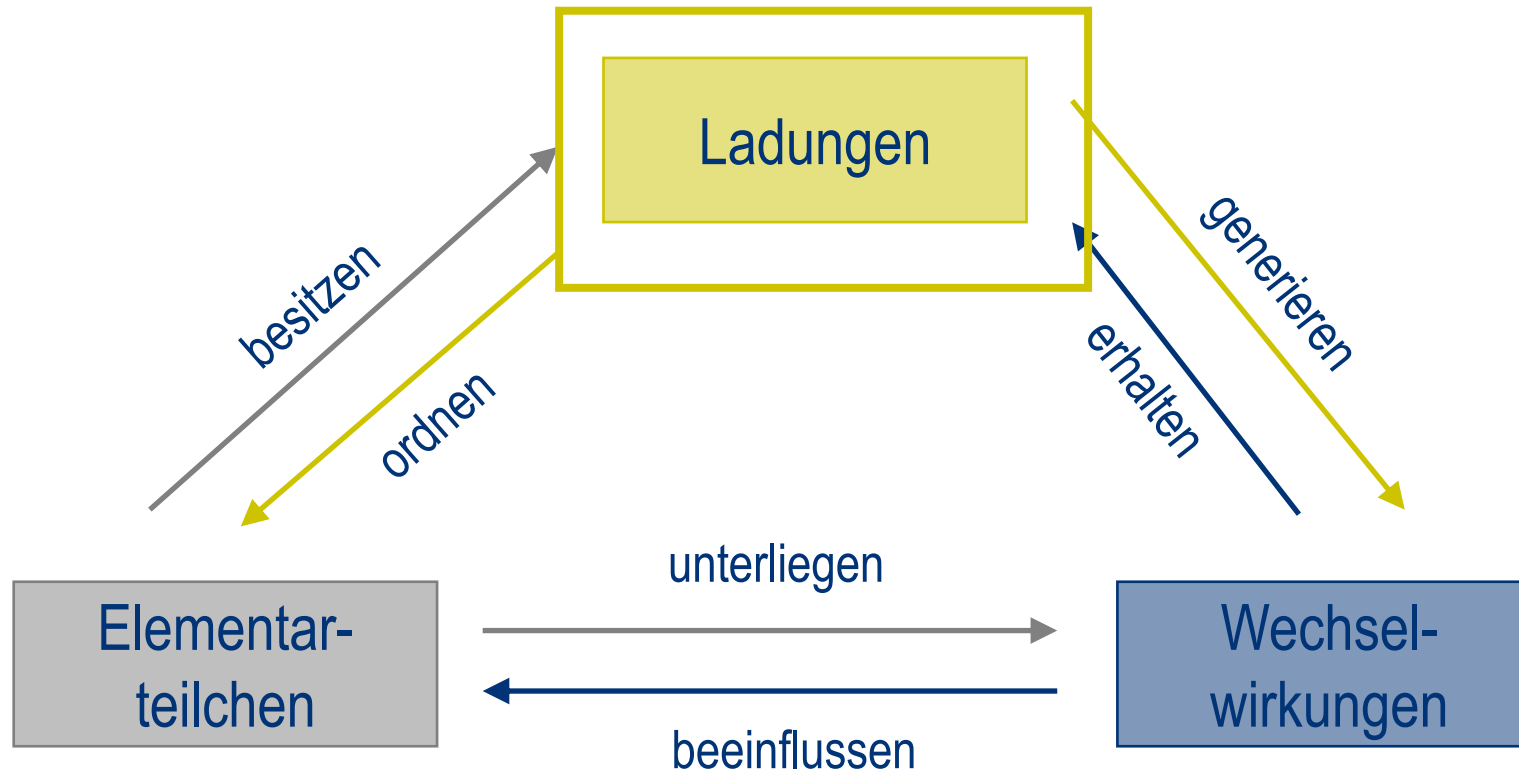 Ladungen
besitzen
ordnen
generieren
erhalten
unterliegen
Elementar-
teilchen
Wechsel-
wirkungen
beeinflussen